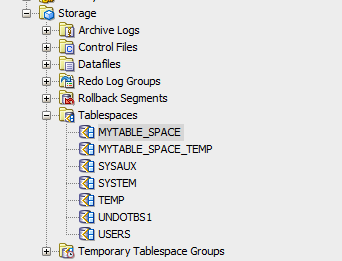 Storage
Archive Logs
Control Files
Datafiles
Redo Log Groups
Rollback Segments
Tablespaces
MYTABLE_SPACE
MYTABLE_SPACE_TEMP
SYSAUX
SYSTEM
TEMP
UNDOTBS1
USERS
Temporary Tablespace Groups